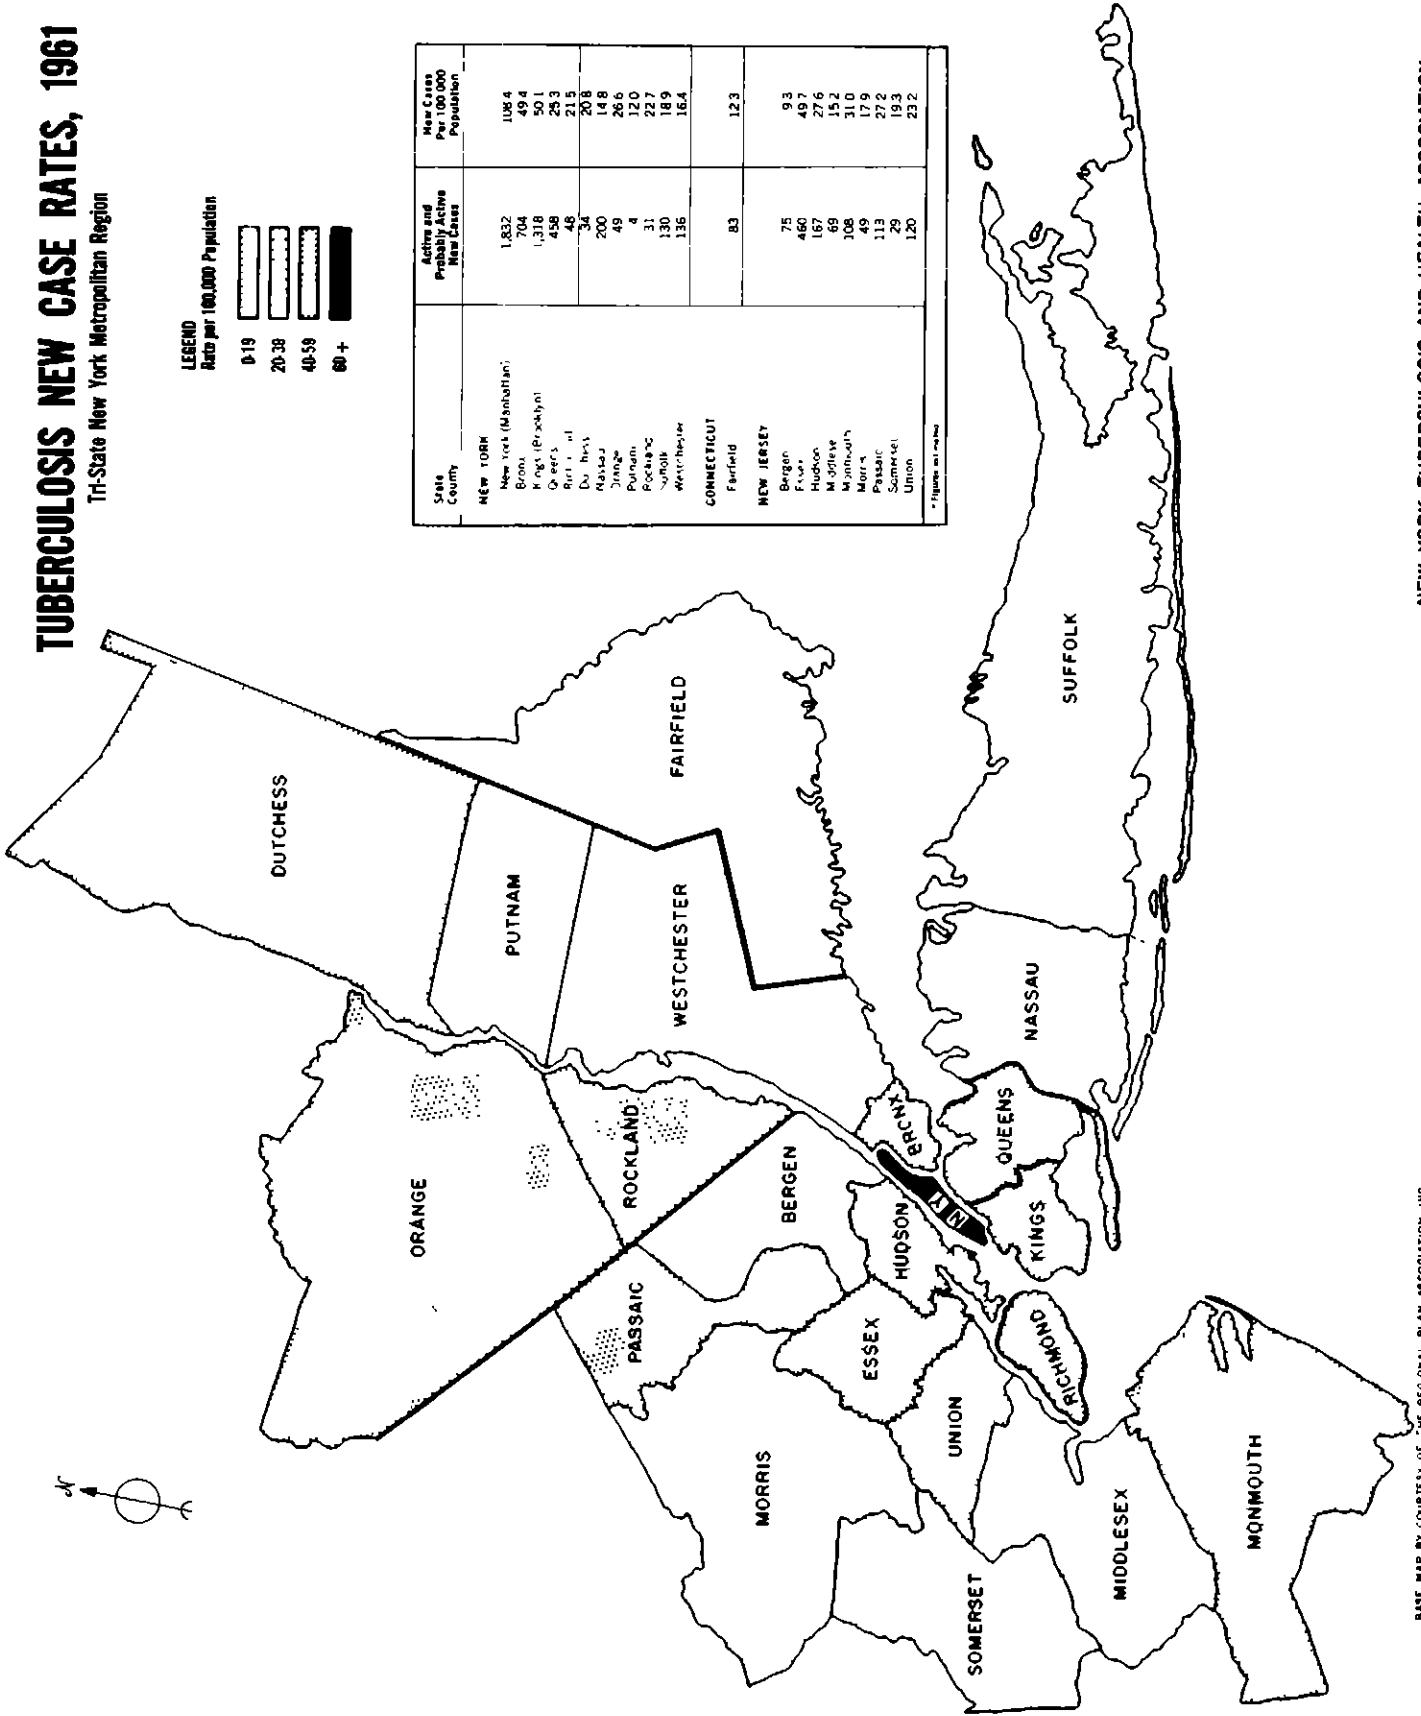 TUBERCULOSIS NEW CASE RATES, 1961
Tri-State New York Metropolitan Region
LEGEND
Rate per 100,000 Population
0-19
20-39
40-59
60 +
State County Active and Probably Active New Cases New Cases Per 100 000 Population
NEW YORK
New York (Manhattan) 1,832 108.4
Bronx 704 49.4
Kings (Brooklyn) 1,318 50.1
Queens 458 25.3
48 21.5
Dutchess 34 20.8
Nassau 200 14.8
Orange 49 26.6
Putnam 4 12.0
Rockland 31 22.7
Suffolk 130 18.9
Westchester 136 16.4
CONNECTICUT
Fairfield 83 12.3
NEW JERSEY
Bergen 75 9.3
Essex 460 49.7
Hudson 167 27.6
Middlesex 69 15.2
Monmouth 108 31.0
Morris 49 17.9
Passaic 113 27.2
Somerset 29 19.3
Union 120 23.2
N
DUTCHESS
ORANGE
PUTNAM
FAIRFIELD
WESTCHESTER
ROCKLAND
PASSAIC
BERGEN
MORRIS
ESSEX
HUDSON
BRONX
N Y
UNION
QUEENS
NASSAU
SUFFOLK
KINGS
RICHMOND
SOMERSET
MIDDLESEX
MONMOUTH